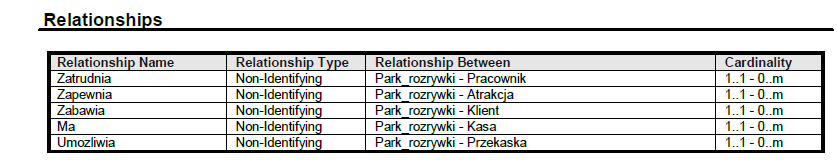 Relationships
Relationship Name Relationship Type Relationship Between Cardinality
Zatrudnia Non-Identifying Park_rozrywki - Pracownik 1..1 - 0..m
Zapewnia Non-Identifying Park_rozrywki - Atrakcja 1..1 - 0..m
Zabawia Non-Identifying Park_rozrywki - Klient 1..1 - 0..m
Ma Non-Identifying Park_rozrywki - Kasa 1..1 - 0..m
Umozliwia Non-Identifying Park_rozrywki - Przekaska 1..1 - 0..m